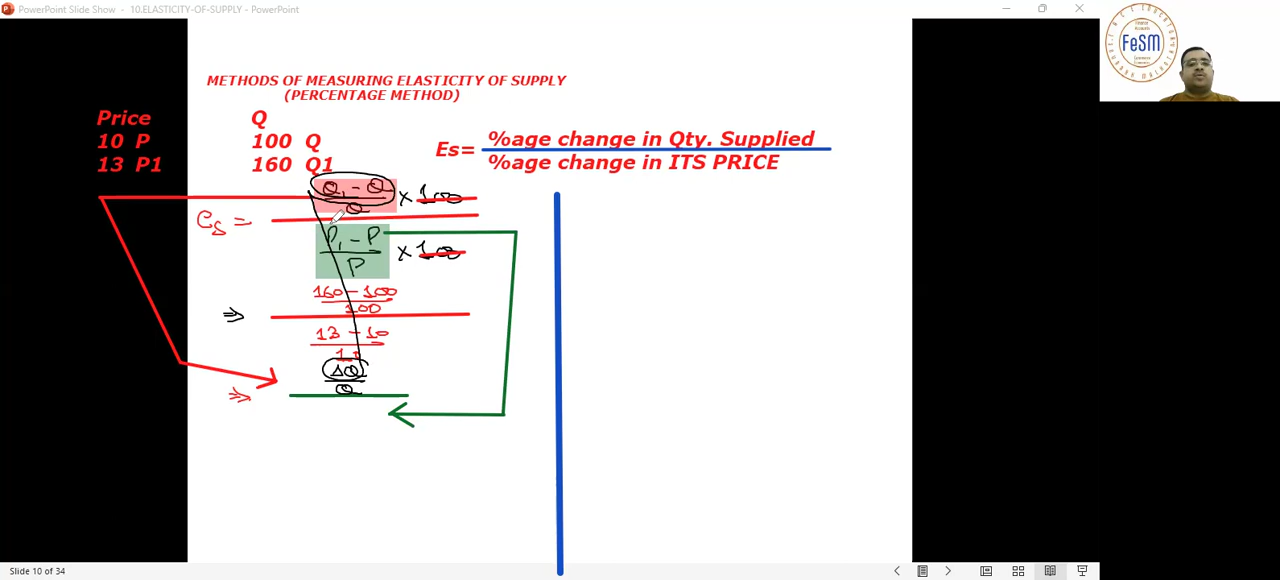 PowerPoint Slide Show - 10.ELASTICITY-OF-SUPPLY - PowerPoint
FeSM
METHODS OF MEASURING ELASTICITY OF SUPPLY
(PERCENTAGE METHOD)
Price Q
10 P 100 Q
13 P1 160 Q1
Es= %age change in Qty. Supplied
%age change in ITS PRICE
Q₁ - Q
Q
× 100
es =
P₁ - P
P
× 100
160 - 100
100
⇒
13 - 10
10
ΔQ
Q
⇒
Slide 10 of 34